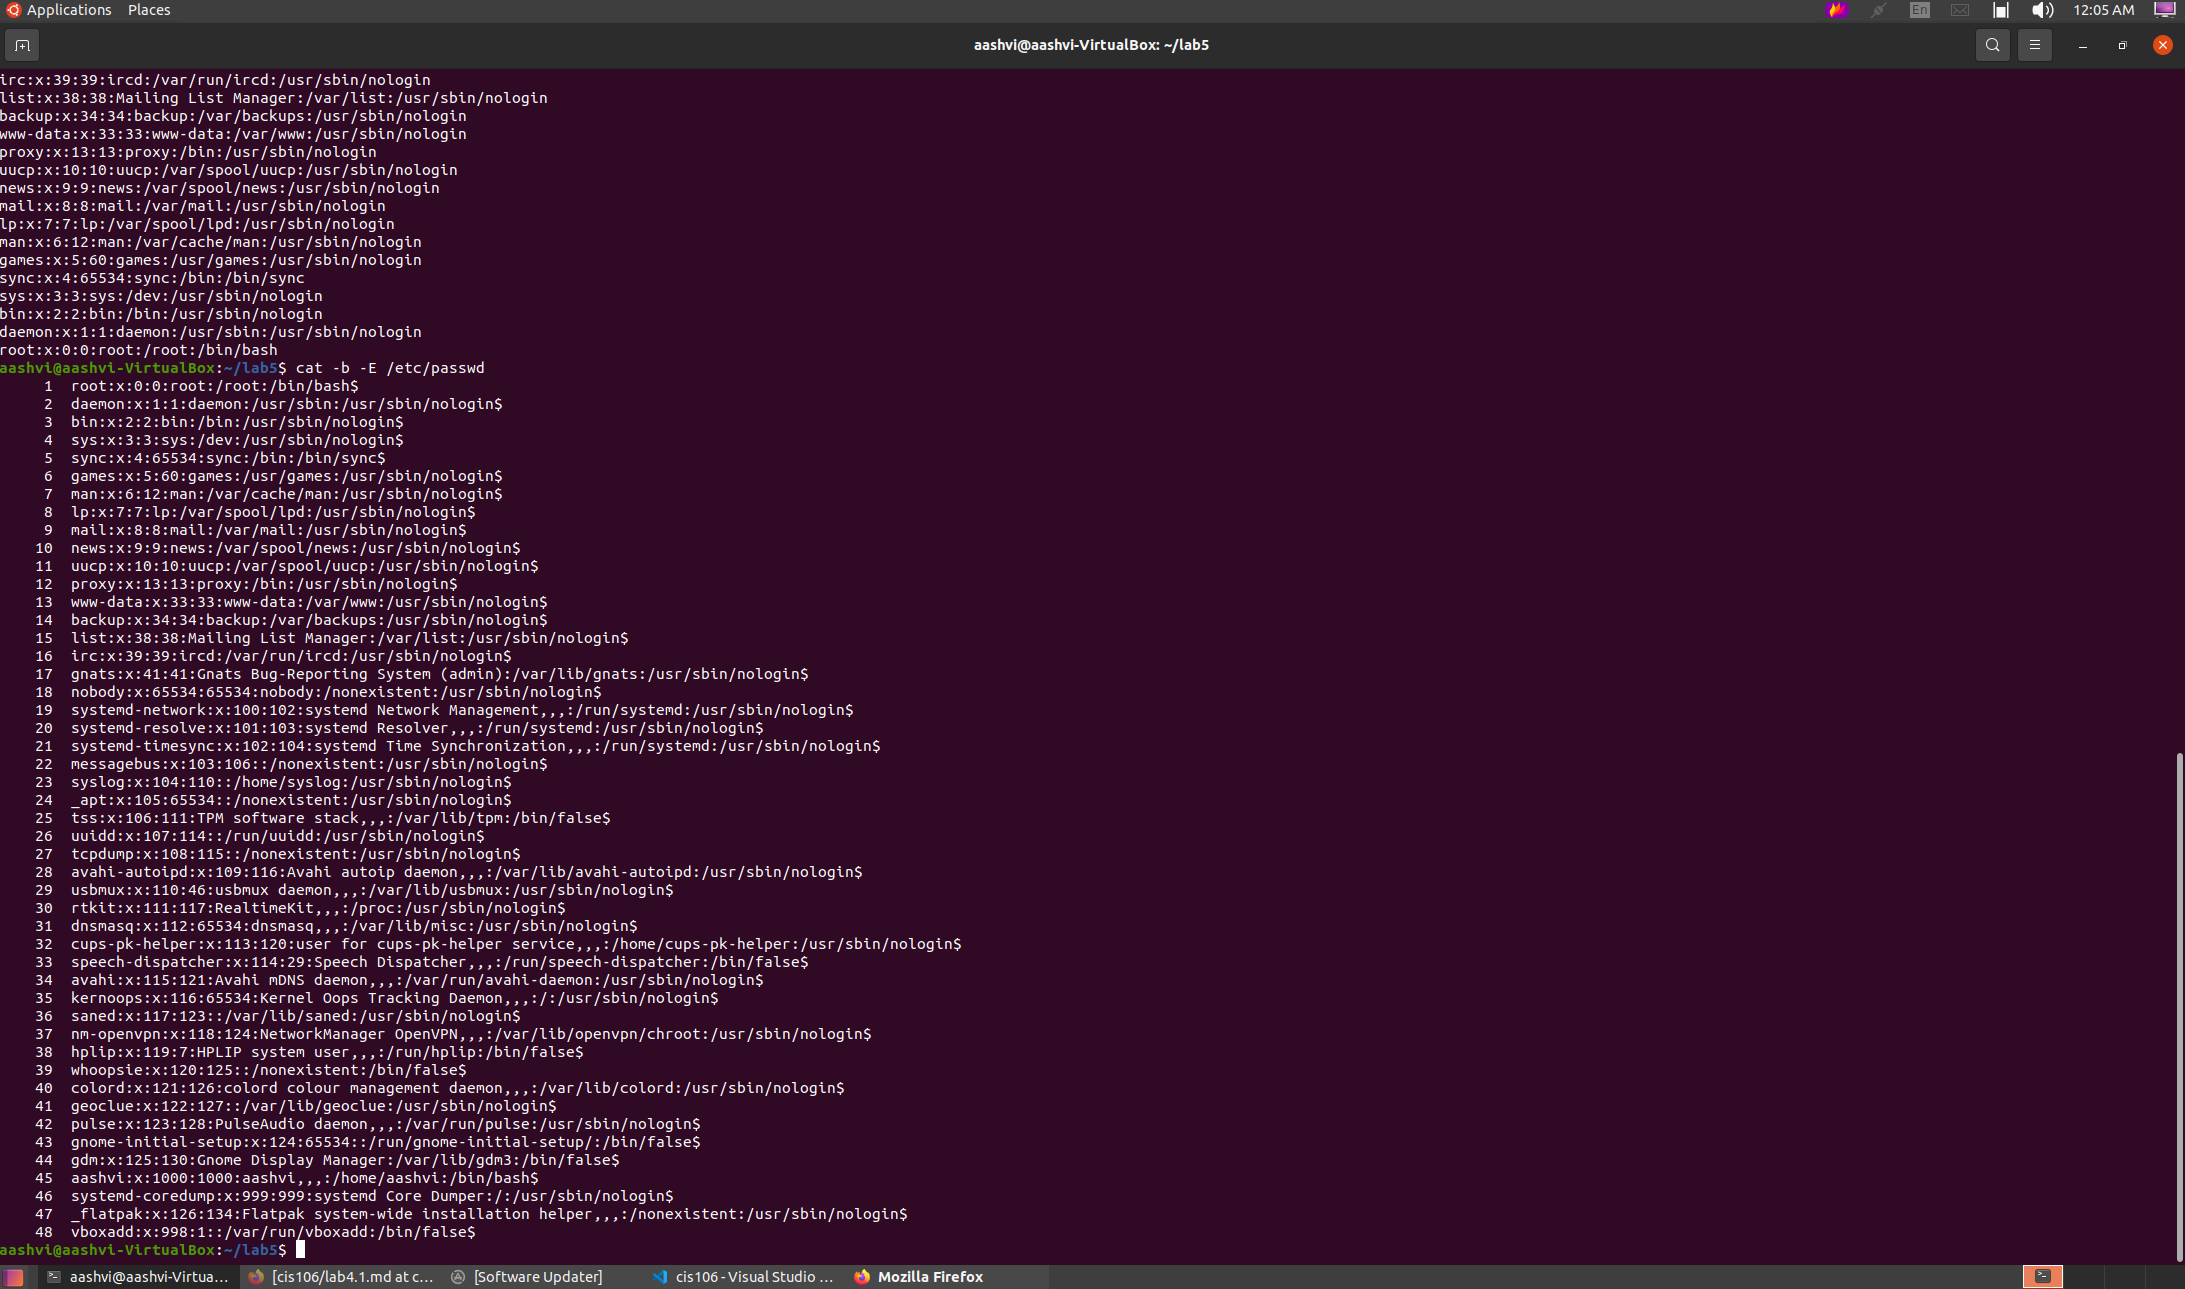 Applications Places
En 12:05 AM
aashvi@aashvi-VirtualBox: ~/lab5
irc:x:39:39:ircd:/var/run/ircd:/usr/sbin/nologin
list:x:38:38:Mailing List Manager:/var/list:/usr/sbin/nologin
backup:x:34:34:backup:/var/backups:/usr/sbin/nologin
www-data:x:33:33:www-data:/var/www:/usr/sbin/nologin
proxy:x:13:13:proxy:/bin:/usr/sbin/nologin
uucp:x:10:10:uucp:/var/spool/uucp:/usr/sbin/nologin
news:x:9:9:news:/var/spool/news:/usr/sbin/nologin
mail:x:8:8:mail:/var/mail:/usr/sbin/nologin
lp:x:7:7:lp:/var/spool/lpd:/usr/sbin/nologin
man:x:6:12:man:/var/cache/man:/usr/sbin/nologin
games:x:5:60:games:/usr/games:/usr/sbin/nologin
sync:x:4:65534:sync:/bin:/bin/sync
sys:x:3:3:sys:/dev:/usr/sbin/nologin
bin:x:2:2:bin:/bin:/usr/sbin/nologin
daemon:x:1:1:daemon:/usr/sbin:/usr/sbin/nologin
root:x:0:0:root:/root:/bin/bash
aashvi@aashvi-VirtualBox:~/lab5$ cat -b -E /etc/passwd
1 root:x:0:0:root:/root:/bin/bash$
2 daemon:x:1:1:daemon:/usr/sbin:/usr/sbin/nologin$
3 bin:x:2:2:bin:/bin:/usr/sbin/nologin$
4 sys:x:3:3:sys:/dev:/usr/sbin/nologin$
5 sync:x:4:65534:sync:/bin:/bin/sync$
6 games:x:5:60:games:/usr/games:/usr/sbin/nologin$
7 man:x:6:12:man:/var/cache/man:/usr/sbin/nologin$
8 lp:x:7:7:lp:/var/spool/lpd:/usr/sbin/nologin$
9 mail:x:8:8:mail:/var/mail:/usr/sbin/nologin$
10 news:x:9:9:news:/var/spool/news:/usr/sbin/nologin$
11 uucp:x:10:10:uucp:/var/spool/uucp:/usr/sbin/nologin$
12 proxy:x:13:13:proxy:/bin:/usr/sbin/nologin$
13 www-data:x:33:33:www-data:/var/www:/usr/sbin/nologin$
14 backup:x:34:34:backup:/var/backups:/usr/sbin/nologin$
15 list:x:38:38:Mailing List Manager:/var/list:/usr/sbin/nologin$
16 irc:x:39:39:ircd:/var/run/ircd:/usr/sbin/nologin$
17 gnats:x:41:41:Gnats Bug-Reporting System (admin):/var/lib/gnats:/usr/sbin/nologin$
18 nobody:x:65534:65534:nobody:/nonexistent:/usr/sbin/nologin$
19 systemd-network:x:100:102:systemd Network Management,,,:/run/systemd:/usr/sbin/nologin$
20 systemd-resolve:x:101:103:systemd Resolver,,,:/run/systemd:/usr/sbin/nologin$
21 systemd-timesync:x:102:104:systemd Time Synchronization,,,:/run/systemd:/usr/sbin/nologin$
22 messagebus:x:103:106::/nonexistent:/usr/sbin/nologin$
23 syslog:x:104:110::/home/syslog:/usr/sbin/nologin$
24 _apt:x:105:65534::/nonexistent:/usr/sbin/nologin$
25 tss:x:106:111:TPM software stack,,,:/var/lib/tpm:/bin/false$
26 uuidd:x:107:114::/run/uuidd:/usr/sbin/nologin$
27 tcpdump:x:108:115::/nonexistent:/usr/sbin/nologin$
28 avahi-autoipd:x:109:116:Avahi autoip daemon,,,:/var/lib/avahi-autoipd:/usr/sbin/nologin$
29 usbmux:x:110:46:usbmux daemon,,,:/var/lib/usbmux:/usr/sbin/nologin$
30 rtkit:x:111:117:RealtimeKit,,,:/proc:/usr/sbin/nologin$
31 dnsmasq:x:112:65534:dnsmasq,,,:/var/lib/misc:/usr/sbin/nologin$
32 cups-pk-helper:x:113:120:user for cups-pk-helper service,,,:/home/cups-pk-helper:/usr/sbin/nologin$
33 speech-dispatcher:x:114:29:Speech Dispatcher,,,:/run/speech-dispatcher:/bin/false$
34 avahi:x:115:121:Avahi mDNS daemon,,,:/var/run/avahi-daemon:/usr/sbin/nologin$
35 kernoops:x:116:65534:Kernel Oops Tracking Daemon,,,:/:/usr/sbin/nologin$
36 saned:x:117:123::/var/lib/saned:/usr/sbin/nologin$
37 nm-openvpn:x:118:124:NetworkManager OpenVPN,,,:/var/lib/openvpn/chroot:/usr/sbin/nologin$
38 hplip:x:119:7:HPLIP system user,,,:/run/hplip:/bin/false$
39 whoopsie:x:120:125::/nonexistent:/bin/false$
40 colord:x:121:126:colord colour management daemon,,,:/var/lib/colord:/usr/sbin/nologin$
41 geoclue:x:122:127::/var/lib/geoclue:/usr/sbin/nologin$
42 pulse:x:123:128:PulseAudio daemon,,,:/var/run/pulse:/usr/sbin/nologin$
43 gnome-initial-setup:x:124:65534::/run/gnome-initial-setup/:/bin/false$
44 gdm:x:125:130:Gnome Display Manager:/var/lib/gdm3:/bin/false$
45 aashvi:x:1000:1000:aashvi,,,:/home/aashvi:/bin/bash$
46 systemd-coredump:x:999:999:systemd Core Dumper:/:/usr/sbin/nologin$
47 _flatpak:x:126:134:Flatpak system-wide installation helper,,,:/nonexistent:/usr/sbin/nologin$
48 vboxadd:x:998:1::/var/run/vboxadd:/bin/false$
aashvi@aashvi-VirtualBox:~/lab5$
aashvi@aashvi-Virtua... [cis106/lab4.1.md at c... [Software Updater] cis106 - Visual Studio ... Mozilla Firefox